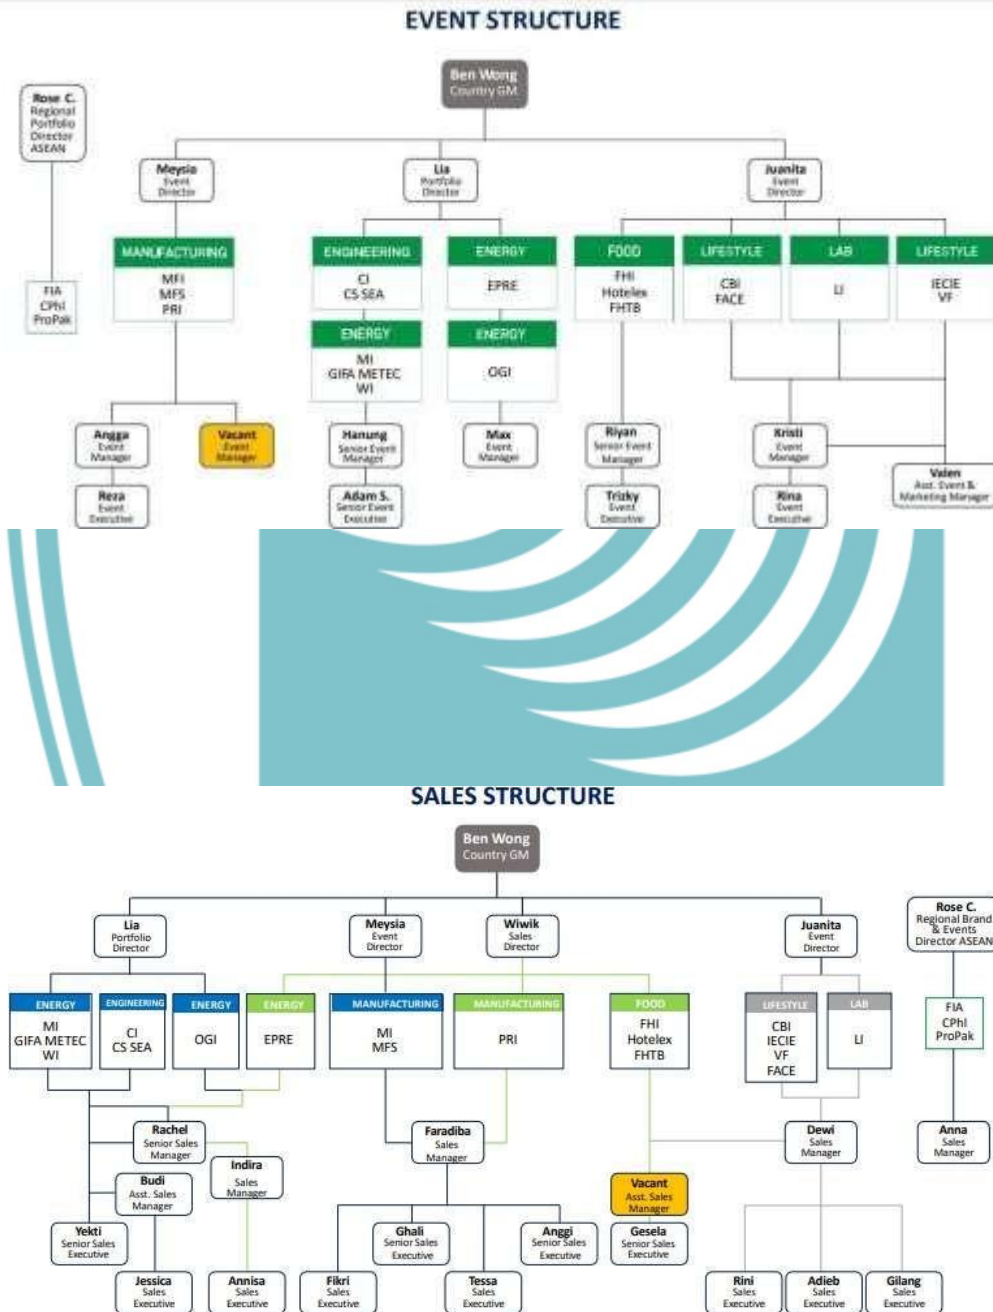 EVENT STRUCTURE
Ben Wong
Country GM
Rose C.
Regional
Portfolio
Director
ASEAN
Meysia
Event
Director
Lia
Portfolio
Director
Juanita
Event
Director
MANUFACTURING
MFI
MFS
PRI
ENGINEERING
CI
CS SEA
ENERGY
EPRE
FOOD
FHI
Hotelex
FHTB
LIFESTYLE
CBI
FACE
LAB
LI
LIFESTYLE
IECIE
VF
FIA
CPhI
ProPak
ENERGY
MI
GIFA METEC
WI
ENERGY
OGI
Angga
Event
Manager
Vacant
Event
Manager
Hanung
Senior Event
Manager
Max
Event
Manager
Riyan
Senior Event
Manager
Kristi
Event
Manager
Valen
Asst. Event &
Marketing Manager
Reza
Event
Executive
Adam S.
Senior Event
Executive
Trizky
Event
Executive
Rina
Event
Executive
SALES STRUCTURE
Ben Wong
Country GM
Lia
Portfolio
Director
Meysia
Event
Director
Wiwik
Sales
Director
Juanita
Event
Director
Rose C.
Regional Brand
& Events
Director ASEAN
ENERGY
MI
GIFA METEC
WI
ENGINEERING
CI
CS SEA
ENERGY
OGI
ENERGY
EPRE
MANUFACTURING
MI
MFS
MANUFACTURING
PRI
FOOD
FHI
Hotelex
FHTB
LIFESTYLE
CBI
IECIE
VF
FACE
LAB
LI
FIA
CPhI
ProPak
Rachel
Senior Sales
Manager
Faradiba
Sales
Manager
Dewi
Sales
Manager
Anna
Sales
Manager
Indira
Sales
Manager
Budi
Asst. Sales
Manager
Vacant
Asst. Sales
Manager
Yekti
Senior Sales
Executive
Ghali
Senior Sales
Executive
Anggi
Senior Sales
Executive
Gesela
Senior Sales
Executive
Jessica
Sales
Executive
Annisa
Sales
Executive
Fikri
Sales
Executive
Tessa
Sales
Executive
Rini
Sales
Executive
Adieb
Sales
Executive
Gilang
Sales
Executive